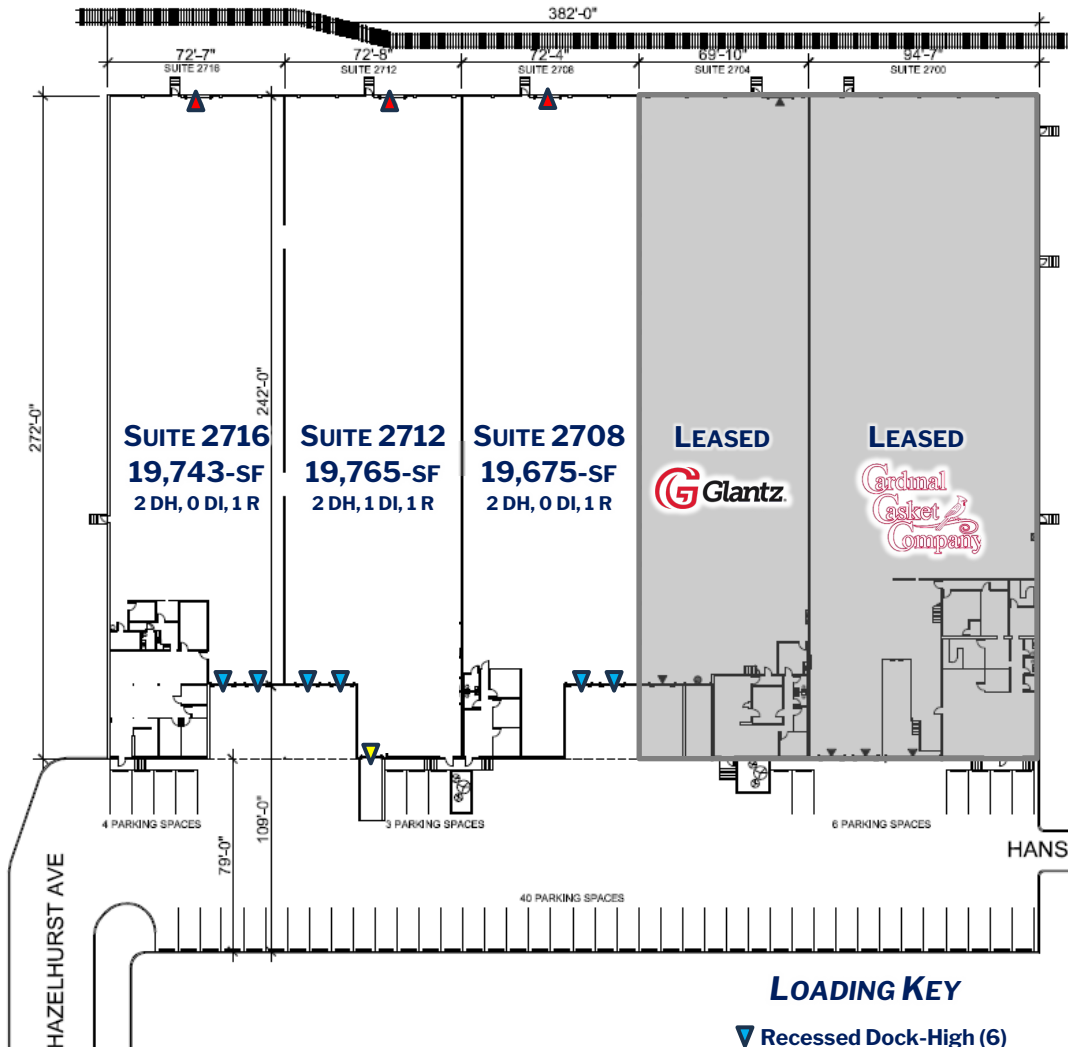 382'-0"
72'-7"
72'-8"
72'-4"
69'-10"
94'-7"
SUITE 2716
SUITE 2712
SUITE 2708
SUITE 2704
SUITE 2700
272'-0"
242'-0"
SUITE 2716
19,743-SF
2 DH, 0 DI, 1 R
SUITE 2712
19,765-SF
2 DH, 1 DI, 1 R
SUITE 2708
19,675-SF
2 DH, 0 DI, 1 R
LEASED
G Glantz.
LEASED
Cardinal
Casket
Company
4 PARKING SPACES
3 PARKING SPACES
6 PARKING SPACES
79'-0"
109'-0"
HANS
40 PARKING SPACES
HAZELHURST AVE
LOADING KEY
Recessed Dock-High (6)